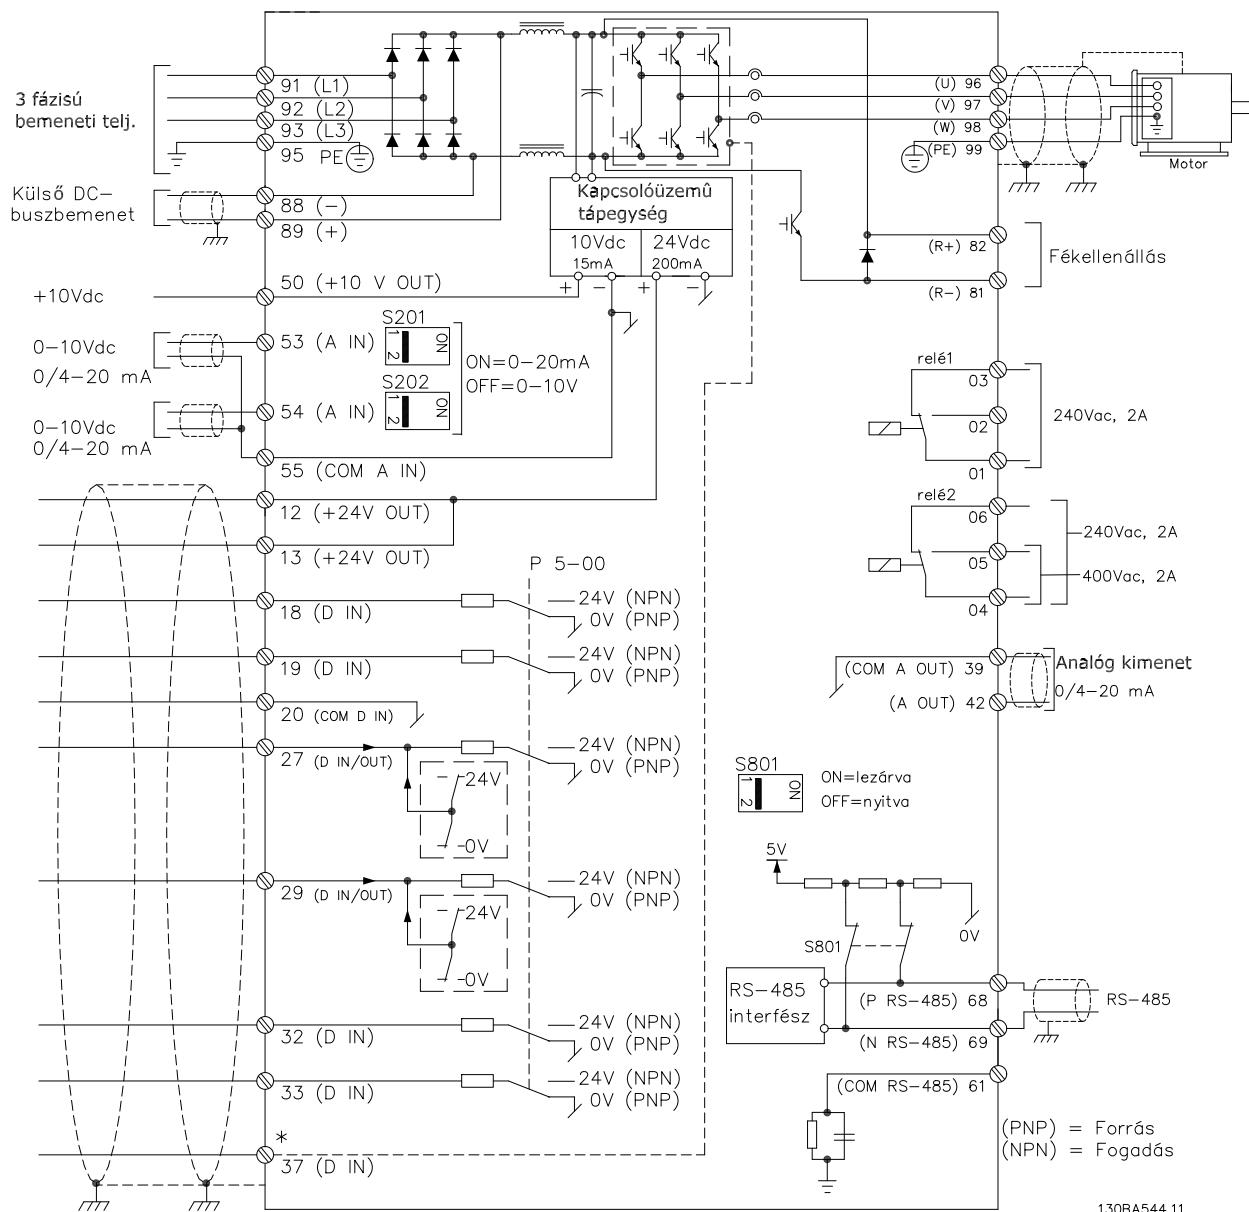 3 fázisú
bemeneti telj.
91 (L1)
92 (L2)
93 (L3)
95 PE
Külső DC-
buszbemenet
88 (-)
89 (+)
+10Vdc
50 (+10 V OUT)
0-10Vdc
0/4-20 mA
53 (A IN)
S201
1 2 ON
ON=0-20mA
OFF=0-10V
S202
1 2 ON
0-10Vdc
0/4-20 mA
54 (A IN)
55 (COM A IN)
12 (+24V OUT)
13 (+24V OUT)
P 5-00
18 (D IN)
24V (NPN)
0V (PNP)
19 (D IN)
24V (NPN)
0V (PNP)
20 (COM D IN)
27 (D IN/OUT)
24V (NPN)
0V (PNP)
24V
0V
29 (D IN/OUT)
24V (NPN)
0V (PNP)
24V
0V
32 (D IN)
24V (NPN)
0V (PNP)
33 (D IN)
24V (NPN)
0V (PNP)
*
37 (D IN)
Kapcsolóüzemû
tápegység
10Vdc
15mA
24Vdc
200mA
+ - + -
(U) 96
(V) 97
(W) 98
(PE) 99
Motor
(R+) 82
(R-) 81
Fékellenállás
relé1
03
02
01
240Vac, 2A
relé2
06
05
04
240Vac, 2A
400Vac, 2A
(COM A OUT) 39
(A OUT) 42
Analóg kimenet
0/4-20 mA
S801
1 2 ON
ON=lezárva
OFF=nyitva
5V
0V
S801
RS-485
interfész
(P RS-485) 68
(N RS-485) 69
(COM RS-485) 61
RS-485
(PNP) = Forrás
(NPN) = Fogadás
130BA544.11